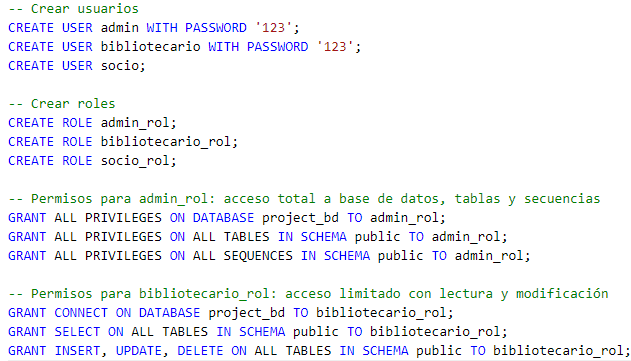 -- Crear usuarios
CREATE USER admin WITH PASSWORD '123';
CREATE USER bibliotecario WITH PASSWORD '123';
CREATE USER socio;
-- Crear roles
CREATE ROLE admin_rol;
CREATE ROLE bibliotecario_rol;
CREATE ROLE socio_rol;
-- Permisos para admin_rol: acceso total a base de datos, tablas y secuencias
GRANT ALL PRIVILEGES ON DATABASE project_bd TO admin_rol;
GRANT ALL PRIVILEGES ON ALL TABLES IN SCHEMA public TO admin_rol;
GRANT ALL PRIVILEGES ON ALL SEQUENCES IN SCHEMA public TO admin_rol;
-- Permisos para bibliotecario_rol: acceso limitado con lectura y modificación
GRANT CONNECT ON DATABASE project_bd TO bibliotecario_rol;
GRANT SELECT ON ALL TABLES IN SCHEMA public TO bibliotecario_rol;
GRANT INSERT, UPDATE, DELETE ON ALL TABLES IN SCHEMA public TO bibliotecario_rol;